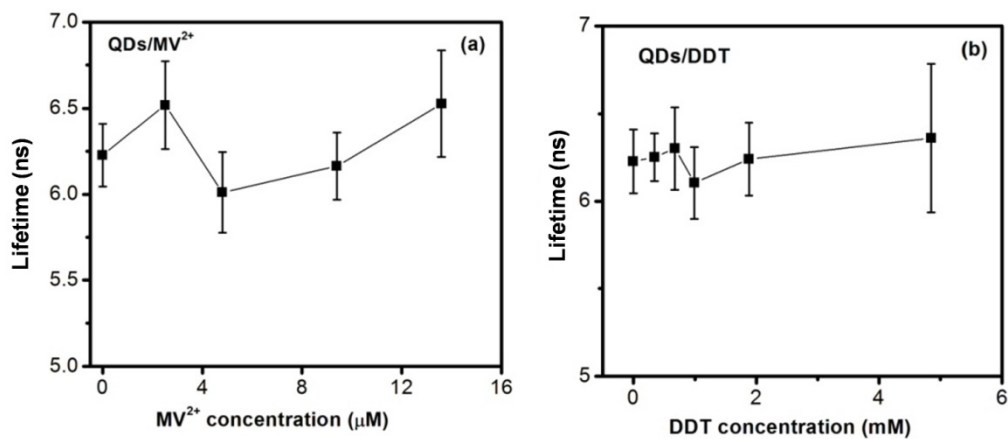 QDs/MV²⁺
(a)
Lifetime (ns)
7.0
6.5
6.0
5.5
5.0
0 4 8 12 16
MV²⁺ concentration (μM)
QDs/DDT
(b)
Lifetime (ns)
7
6
5
0 2 4 6
DDT concentration (mM)